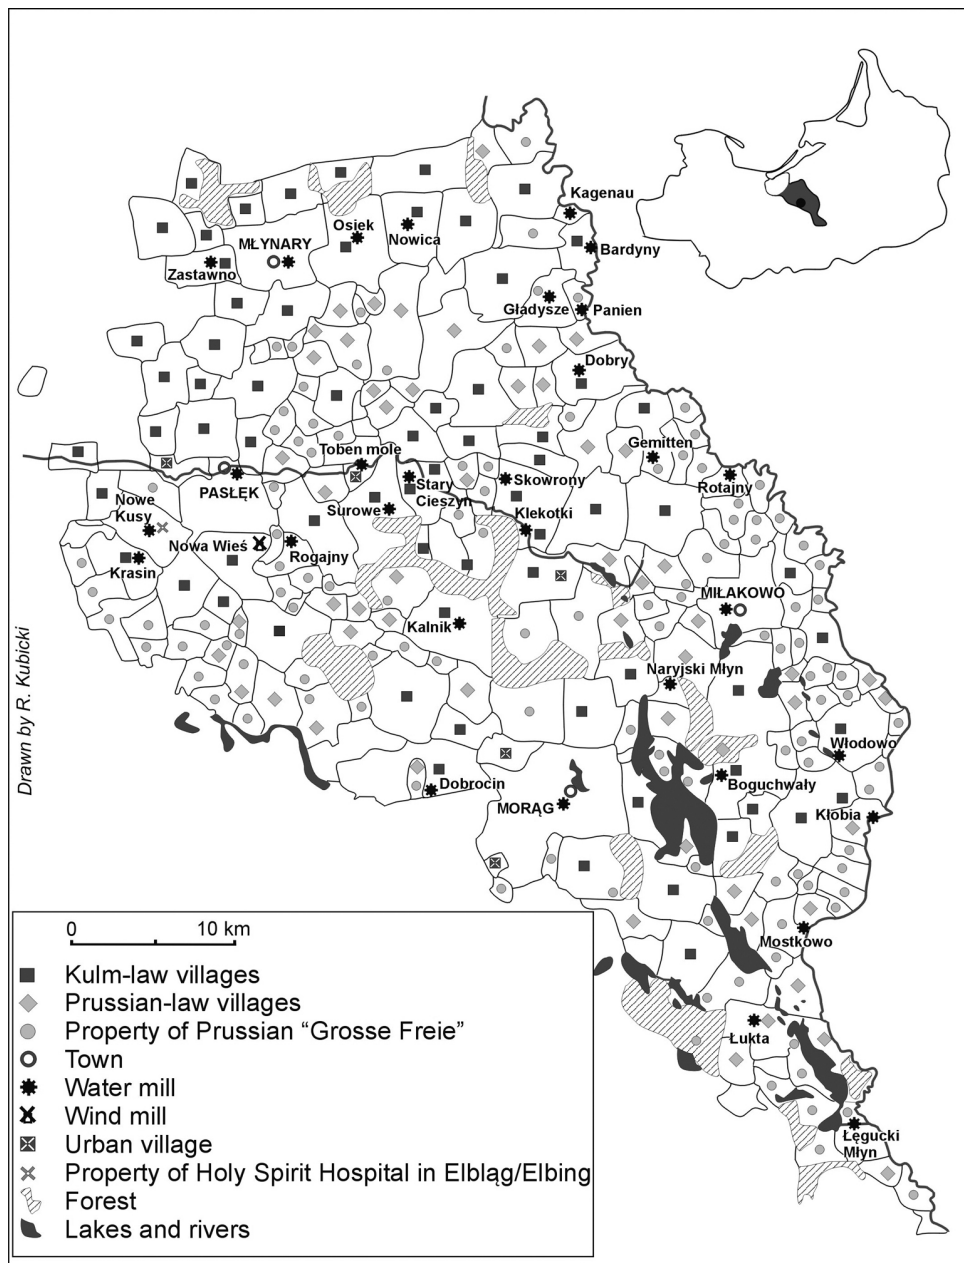 Kagenau
Osiek
Nowica
MŁYNARY
Bardyny
Zastawno
Gładysze
Panien
Dobry
Toben mole
Gemitten
PASŁĘK
Stary
Cieszyn
Skowrony
Rotajny
Nowe
Kusy
Surowe
Klekotki
Nowa Wieś
Rogajny
Krasin
MIŁAKOWO
Kalnik
Naryjski Młyn
Drawn by R. Kubicki
Włodowo
Dobrocin
Boguchwały
MORĄG
Kłobia
Mostkowo
Łukta
Łęgucki
Młyn
0 10 km
Kulm-law villages
Prussian-law villages
Property of Prussian “Grosse Freie”
Town
Water mill
Wind mill
Urban village
Property of Holy Spirit Hospital in Elbląg/Elbing
Forest
Lakes and rivers